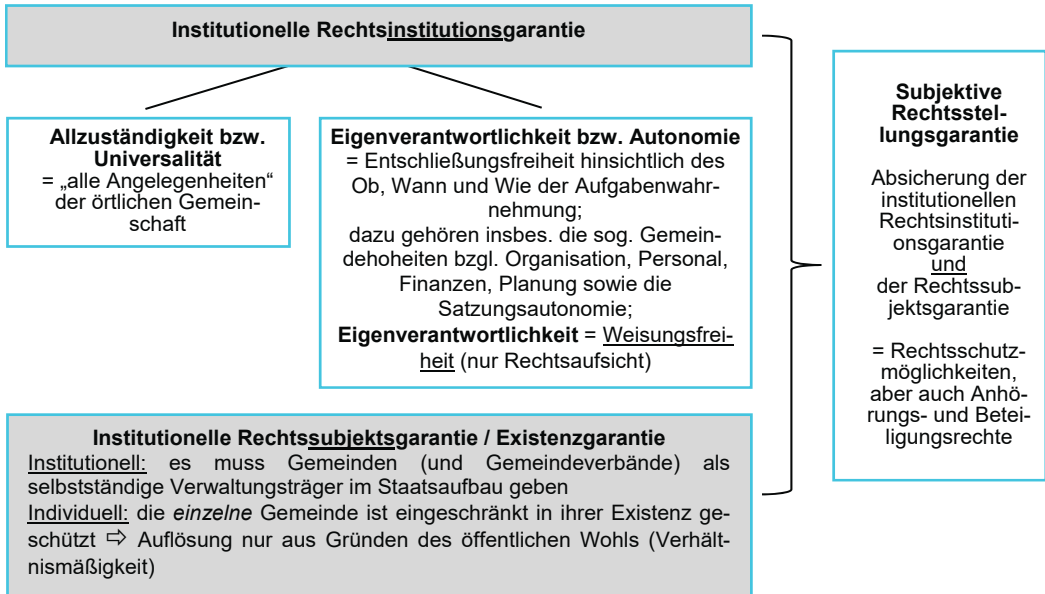 Institutionelle Rechtsinstitutionsgarantie
Allzuständigkeit bzw.
Universalität
= „alle Angelegenheiten“
der örtlichen Gemein-
schaft
Eigenverantwortlichkeit bzw. Autonomie
= Entschließungsfreiheit hinsichtlich des
Ob, Wann und Wie der Aufgabenwahr-
nehmung;
dazu gehören insbes. die sog. Gemein-
dehoheiten bzgl. Organisation, Personal,
Finanzen, Planung sowie die
Satzungsautonomie;
Eigenverantwortlichkeit = Weisungsfrei-
heit (nur Rechtsaufsicht)
Institutionelle Rechtssubjektsgarantie / Existenzgarantie
Institutionell: es muss Gemeinden (und Gemeindeverbände) als
selbstständige Verwaltungsträger im Staatsaufbau geben
Individuell: die einzelne Gemeinde ist eingeschränkt in ihrer Existenz ge-
schützt ⇨ Auflösung nur aus Gründen des öffentlichen Wohls (Verhält-
nismäßigkeit)
Subjektive
Rechtsstel-
lungsgarantie
Absicherung der
institutionellen
Rechtsinstituti-
onsgarantie
und
der Rechtssub-
jektsgarantie
= Rechtsschutz-
möglichkeiten,
aber auch Anhö-
rungs- und Betei-
ligungsrechte